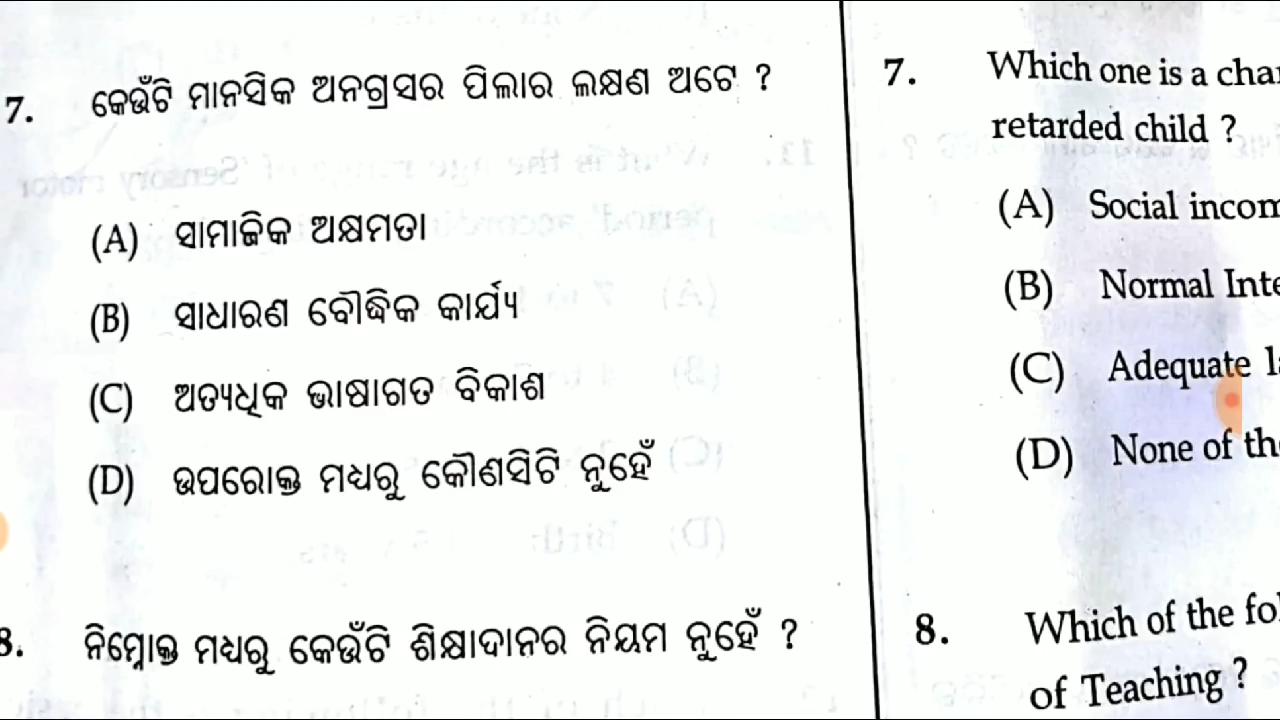 7. କେଉଁଟି ମାନସିକ ଅନଗ୍ରସର ପିଲାର ଲକ୍ଷଣ ଅଟେ ?
(A) ସାମାଜିକ ଅକ୍ଷମତା
(B) ସାଧାରଣ ବୌଦ୍ଧିକ କାର୍ଯ୍ୟ
(C) ଅତ୍ୟଧିକ ଭାଷାଗତ ବିକାଶ
(D) ଉପରୋକ୍ତ ମଧ୍ୟରୁ କୌଣସିଟି ନୁହେଁ
8. ନିମ୍ନୋକ୍ତ ମଧ୍ୟରୁ କେଉଁଟି ଶିକ୍ଷାଦାନର ନିୟମ ନୁହେଁ ?
7. Which one is a cha
retarded child ?
(A) Social incom
(B) Normal Inte
(C) Adequate l
(D) None of th
8. Which of the fol
of Teaching ?